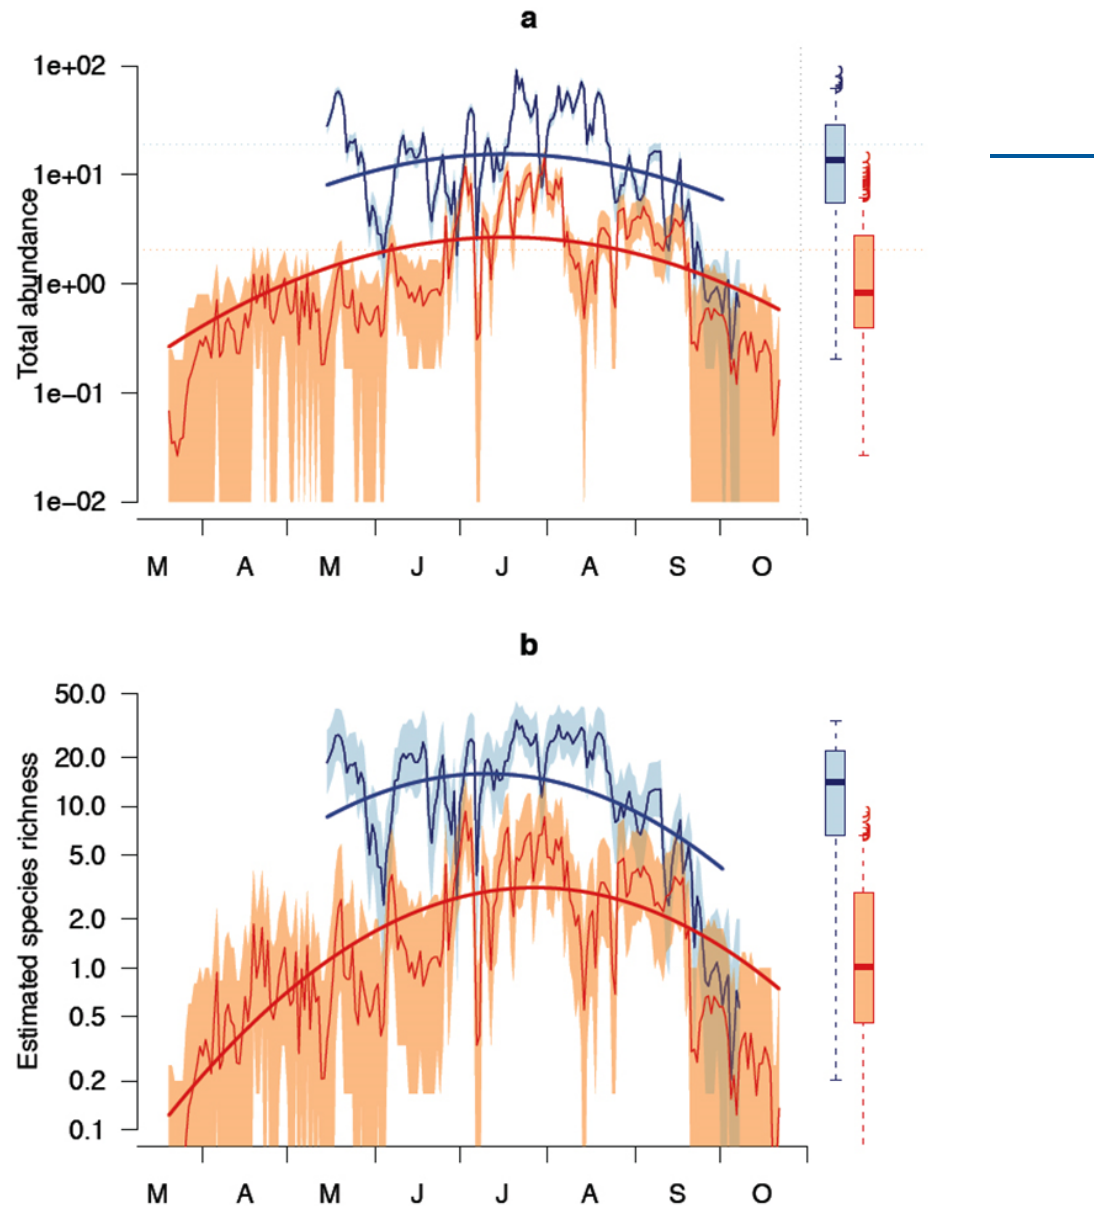 a
1e+02
1e+01
1e+00
1e−01
1e−02
Total abundance
M A M J J A S O
b
50.0
20.0
10.0
5.0
2.0
1.0
0.5
0.2
0.1
Estimated species richness
M A M J J A S O